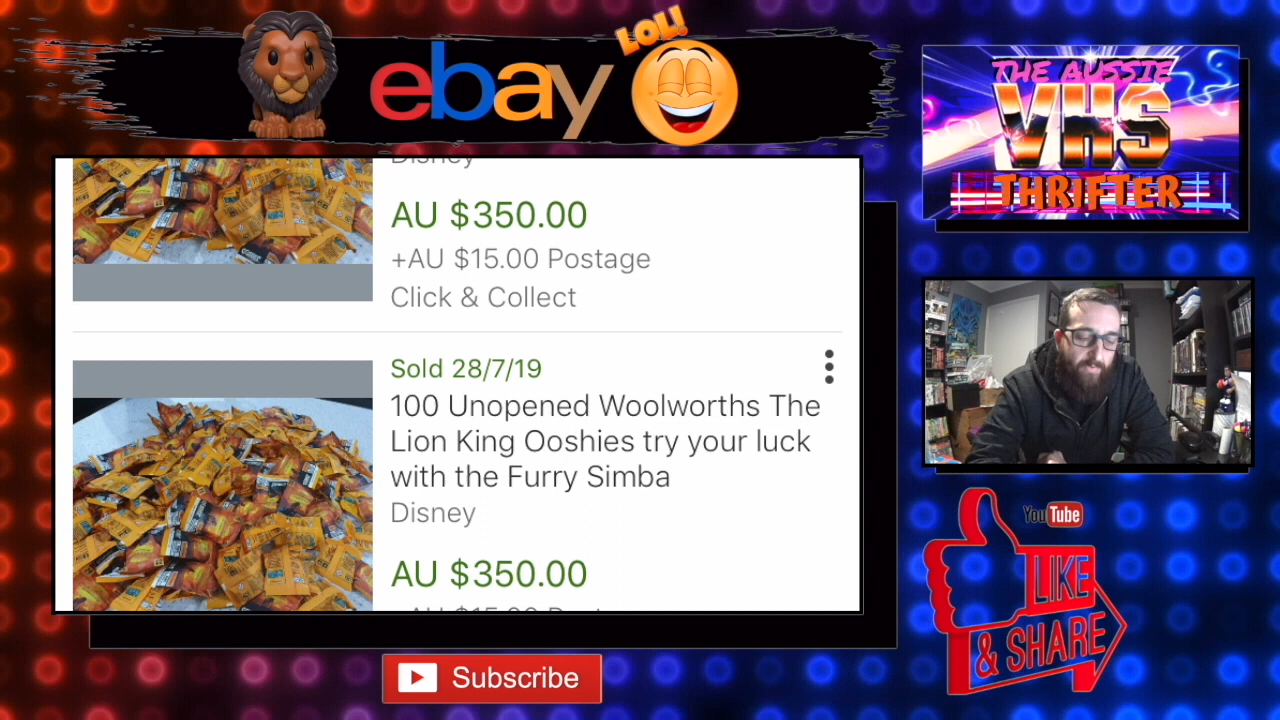 LOL!
ebay
THE AUSSIE
VHS
THRIFTER
Disney
AU $350.00
+AU $15.00 Postage
Click & Collect
Sold 28/7/19
100 Unopened Woolworths The
Lion King Ooshies try your luck
with the Furry Simba
Disney
AU $350.00
YouTube
LIKE
& SHARE
Subscribe